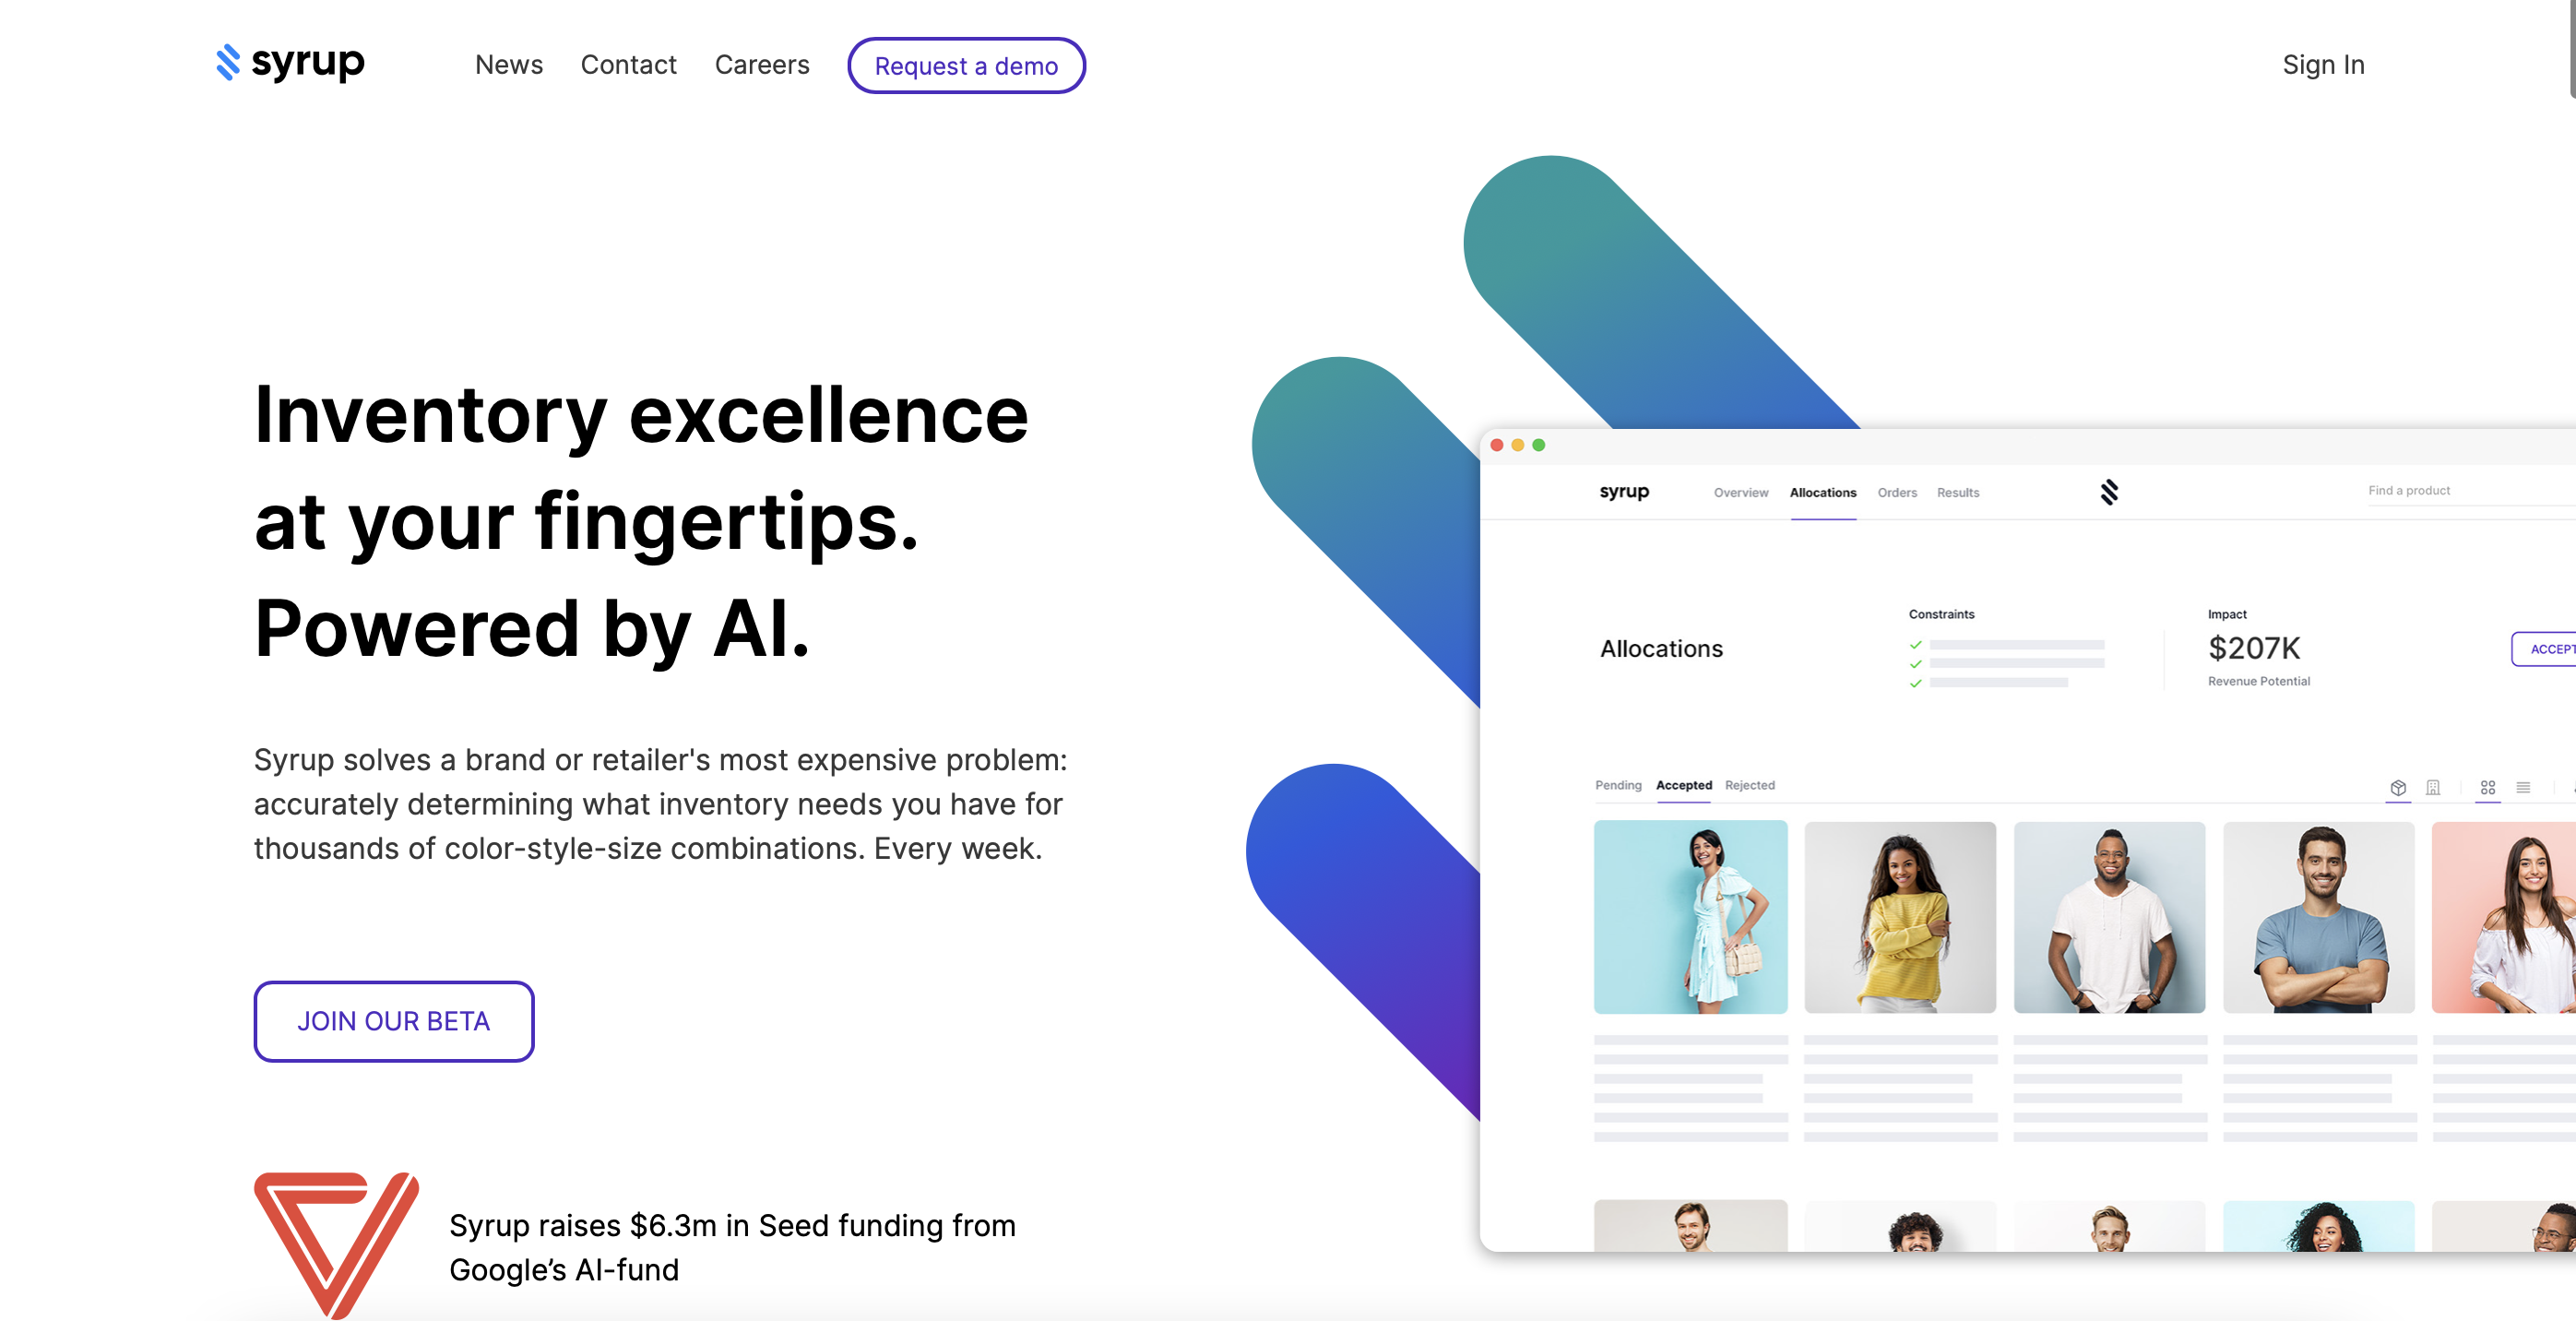 syrup
News
Contact
Careers
Request a demo
Sign In
Inventory excellence
at your fingertips.
Powered by AI.
Syrup solves a brand or retailer's most expensive problem:
accurately determining what inventory needs you have for
thousands of color-style-size combinations. Every week.
JOIN OUR BETA
Syrup raises $6.3m in Seed funding from
Google’s AI-fund
syrup
Overview
Allocations
Orders
Results
Find a product
Allocations
Constraints
Impact
$207K
Revenue Potential
ACCEPT
Pending
Accepted
Rejected